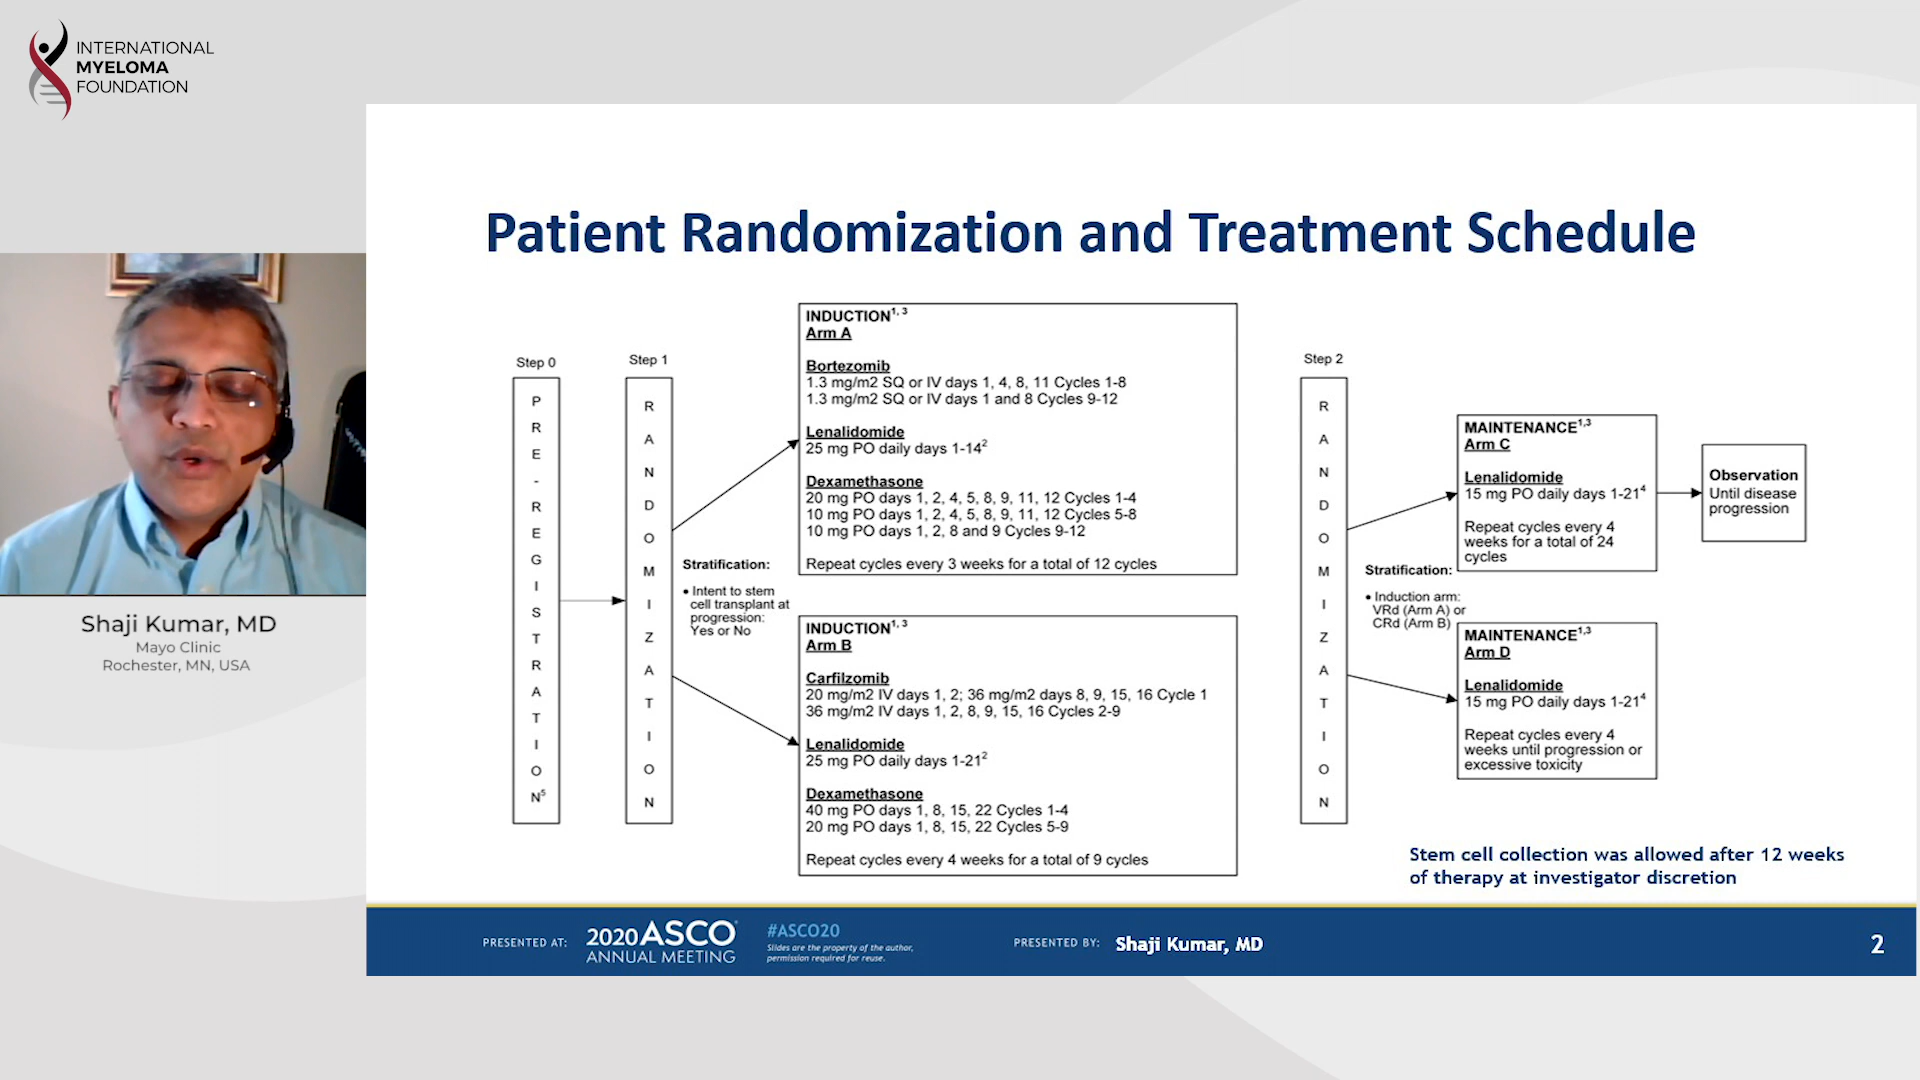 INTERNATIONAL
MYELOMA
FOUNDATION
Shaji Kumar, MD
Mayo Clinic
Rochester, MN, USA
Patient Randomization and Treatment Schedule
Step 0
PRE-REGISTRATION⁵
Step 1
RANDOMIZATION
Stratification:
• Intent to stem
cell transplant at
progression:
Yes or No
INDUCTION¹, ³
Arm A
Bortezomib
1.3 mg/m2 SQ or IV days 1, 4, 8, 11 Cycles 1-8
1.3 mg/m2 SQ or IV days 1 and 8 Cycles 9-12
Lenalidomide
25 mg PO daily days 1-14²
Dexamethasone
20 mg PO days 1, 2, 4, 5, 8, 9, 11, 12 Cycles 1-4
10 mg PO days 1, 2, 4, 5, 8, 9, 11, 12 Cycles 5-8
10 mg PO days 1, 2, 8 and 9 Cycles 9-12
Repeat cycles every 3 weeks for a total of 12 cycles
INDUCTION¹, ³
Arm B
Carfilzomib
20 mg/m2 IV days 1, 2; 36 mg/m2 days 8, 9, 15, 16 Cycle 1
36 mg/m2 IV days 1, 2, 8, 9, 15, 16 Cycles 2-9
Lenalidomide
25 mg PO daily days 1-21²
Dexamethasone
40 mg PO days 1, 8, 15, 22 Cycles 1-4
20 mg PO days 1, 8, 15, 22 Cycles 5-9
Repeat cycles every 4 weeks for a total of 9 cycles
Step 2
RANDOMIZATION
Stratification:
• Induction arm:
VRd (Arm A) or
CRd (Arm B)
MAINTENANCE¹,³
Arm C
Lenalidomide
15 mg PO daily days 1-21⁴
Repeat cycles every 4
weeks for a total of 24
cycles
Observation
Until disease
progression
MAINTENANCE¹,³
Arm D
Lenalidomide
15 mg PO daily days 1-21⁴
Repeat cycles every 4
weeks until progression or
excessive toxicity
Stem cell collection was allowed after 12 weeks
of therapy at investigator discretion
PRESENTED AT:
2020 ASCO
ANNUAL MEETING
#ASCO20
Slides are the property of the author,
permission required for reuse.
PRESENTED BY: Shaji Kumar, MD
2